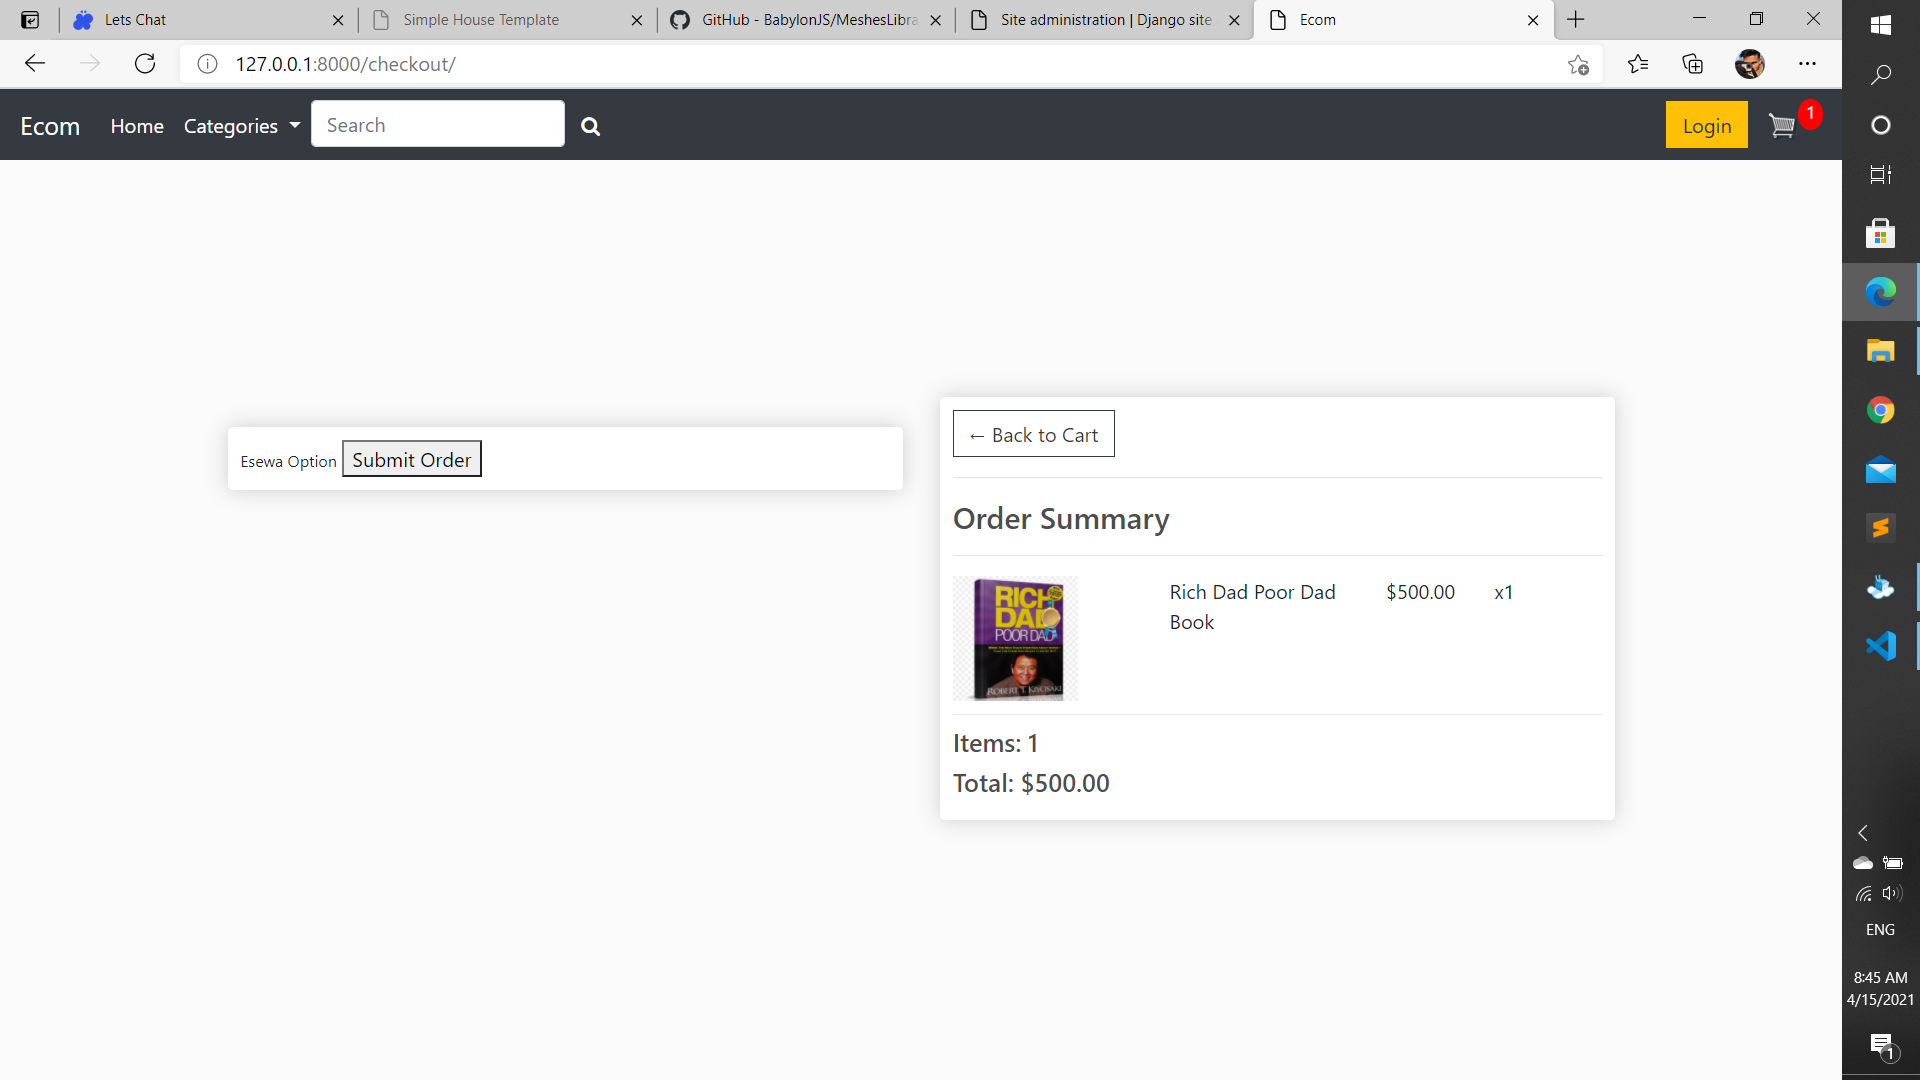 Lets Chat
Simple House Template
GitHub - BabylonJS/MeshesLibra
Site administration | Django site
Ecom
127.0.0.1:8000/checkout/
Ecom
Home
Categories
Search
Login
1
← Back to Cart
Esewa Option
Submit Order
Order Summary
RICH
DAD
POOR DAD
ROBERT T. KIYOSAKI
Rich Dad Poor Dad
Book
$500.00
x1
Items: 1
Total: $500.00
ENG
8:45 AM
4/15/2021
1